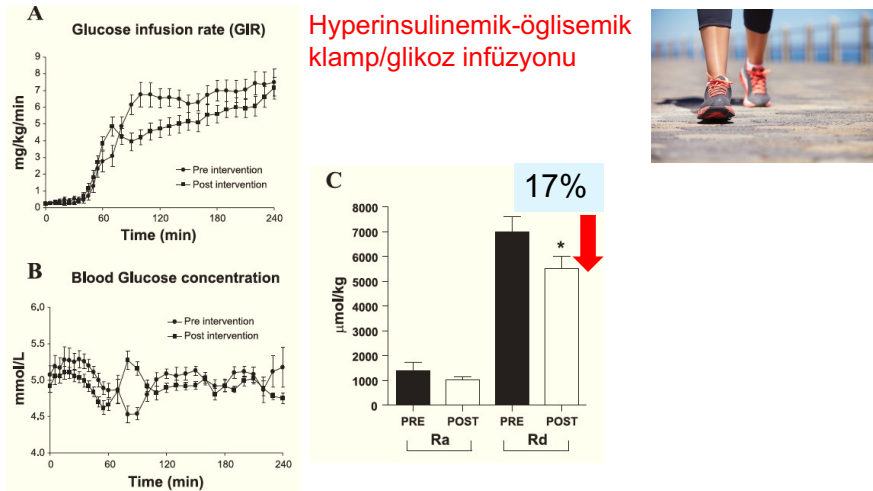 A
Glucose infusion rate (GIR)
mg/kg/min
9
8
7
6
5
4
3
2
1
0
Pre intervention
Post intervention
0 60 120 180 240
Time (min)
B
Blood Glucose concentration
mmol/L
6.0
5.5
5.0
4.5
4.0
Pre intervention
Post intervention
0 60 120 180 240
Time (min)
Hyperinsulinemik-öglisemik
klamp/glikoz infüzyonu
C
17%
µmol/kg
8000
7000
6000
5000
4000
3000
2000
1000
0
*
PRE POST PRE POST
Ra Rd